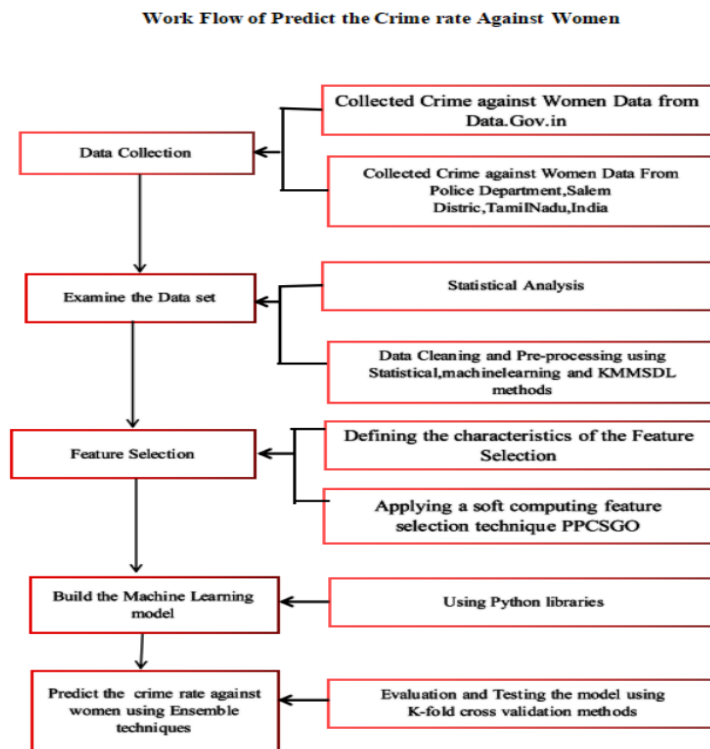 Work Flow of Predict the Crime rate Against Women
Collected Crime against Women Data from
Data.Gov.in
Data Collection
Collected Crime against Women Data From
Police Department,Salem
Distric,TamilNadu,India
Examine the Data set
Statistical Analysis
Data Cleaning and Pre-processing using
Statistical,machinelearning and KMMSDL
methods
Feature Selection
Defining the characteristics of the Feature
Selection
Applying a soft computing feature
selection technique PPCSGO
Build the Machine Learning
model
Using Python libraries
Predict the crime rate against
women using Ensemble
techniques
Evaluation and Testing the model using
K-fold cross validation methods